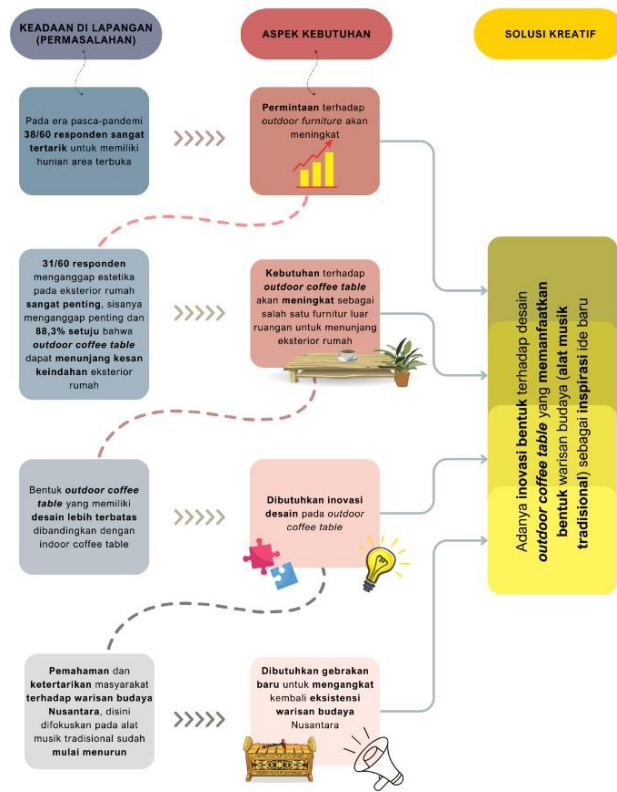 KEADAAN DI LAPANGAN
(PERMASALAHAN)
ASPEK KEBUTUHAN
SOLUSI KREATIF
Pada era pasca-pandemi
38/60 responden sangat
tertarik untuk memiliki
hunian area terbuka
Permintaan terhadap
outdoor furniture akan
meningkat
31/60 responden
menganggap estetika
pada eksterior rumah
sangat penting, sisanya
menganggap penting dan
88,3% setuju bahwa
outdoor coffee table
dapat menunjang kesan
keindahan eksterior
rumah
Kebutuhan terhadap
outdoor coffee table
akan meningkat sebagai
salah satu furnitur luar
ruangan untuk menunjang
eksterior rumah
Bentuk outdoor coffee
table yang memiliki
desain lebih terbatas
dibandingkan dengan
indoor coffee table
Dibutuhkan inovasi
desain pada outdoor
coffee table
Pemahaman dan
ketertarikan masyarakat
terhadap warisan budaya
Nusantara, disini
difokuskan pada alat
musik tradisional sudah
mulai menurun
Dibutuhkan gebrakan
baru untuk mengangkat
kembali eksistensi
warisan budaya
Nusantara
Adanya inovasi bentuk terhadap desain
outdoor coffee table yang memanfaatkan
bentuk warisan budaya (alat musik
tradisional) sebagai inspirasi ide baru